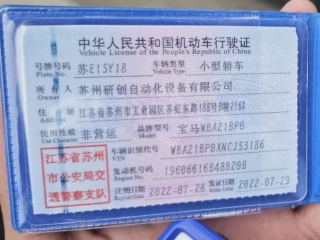 中华人民共和国机动车行驶证
Vehicle License of the People's Republic of China
号牌号码 苏E1SY18 车辆类型 小型轿车
Plate No. Vehicle Type
所有人 苏州研创自动化设备有限公司
Owner
住址 江苏省苏州市工业园区苏虹东路188号B幢216室
Address
使用性质 非营运 品牌型号 宝马WBA21BP0
Use Character Model
江苏省苏州
市公安局交
通警察支队
车辆识别代号 WBA21BP0XNCJ53186
VIN
发动机号码 19606616B48B20B
Engine No.
注册日期 2022-07-28 发证日期 2022-07-29
Register Date Issue Date